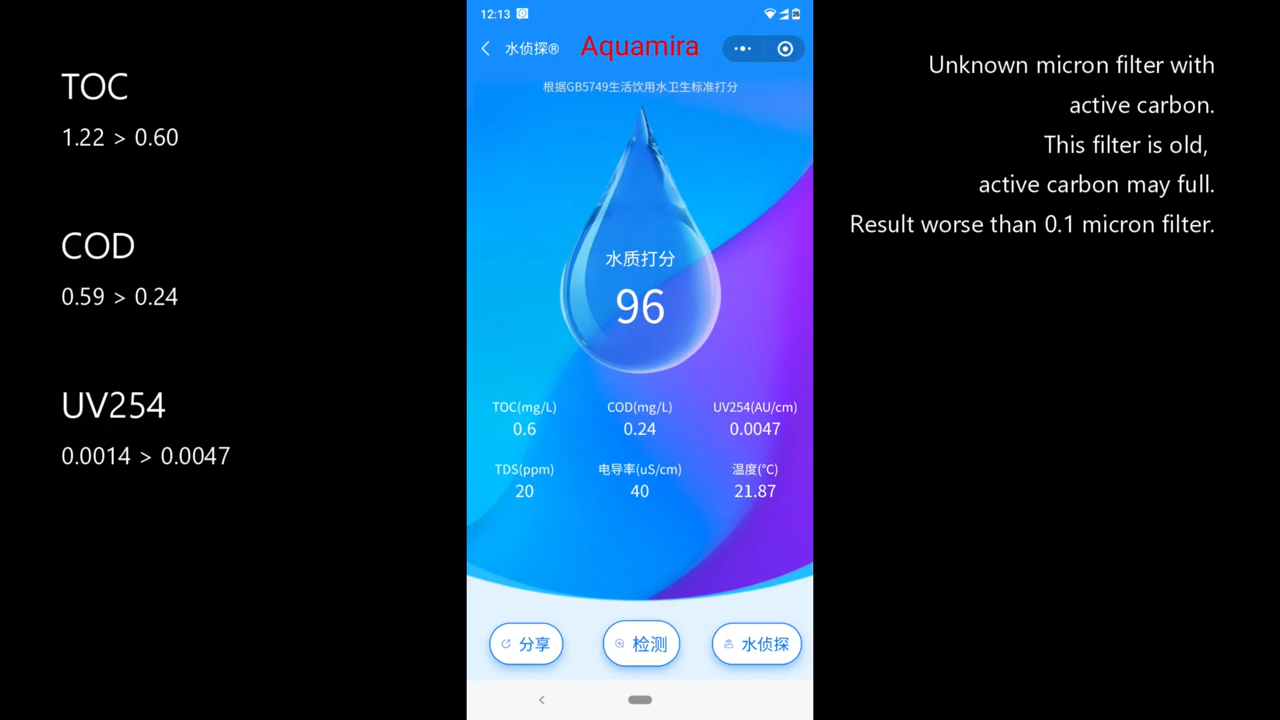 TOC
1.22 > 0.60
COD
0.59 > 0.24
UV254
0.0014 > 0.0047
12:13
水侦探® Aquamira
根据GB5749生活饮用水卫生标准打分
水质打分
96
TOC(mg/L) COD(mg/L) UV254(AU/cm)
0.6 0.24 0.0047
TDS(ppm) 电导率(uS/cm) 温度(℃)
20 40 21.87
分享 检测 水侦探
Unknown micron filter with
active carbon.
This filter is old,
active carbon may full.
Result worse than 0.1 micron filter.